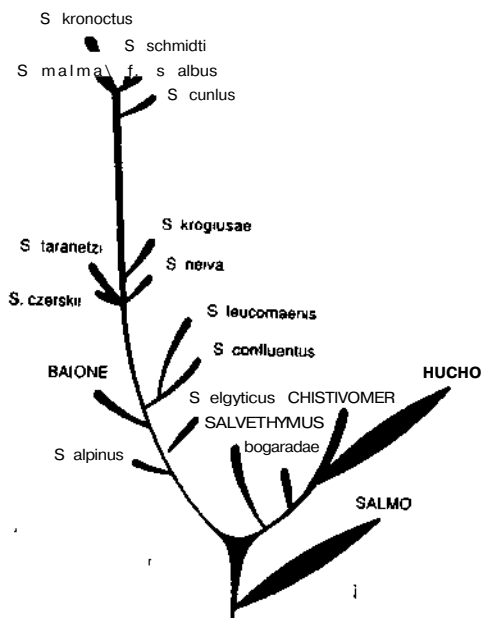 S kronoctus
S schmidti
S malma\ f. s albus
S cunlus
S krogiusae
S taranetzi
S neiva
S. czerskii
S leucomaenis
S confluentus
BAIONE
HUCHO
S elgyticus CHISTIVOMER
SALVETHYMUS
bogaradae
S alpinus
SALMO